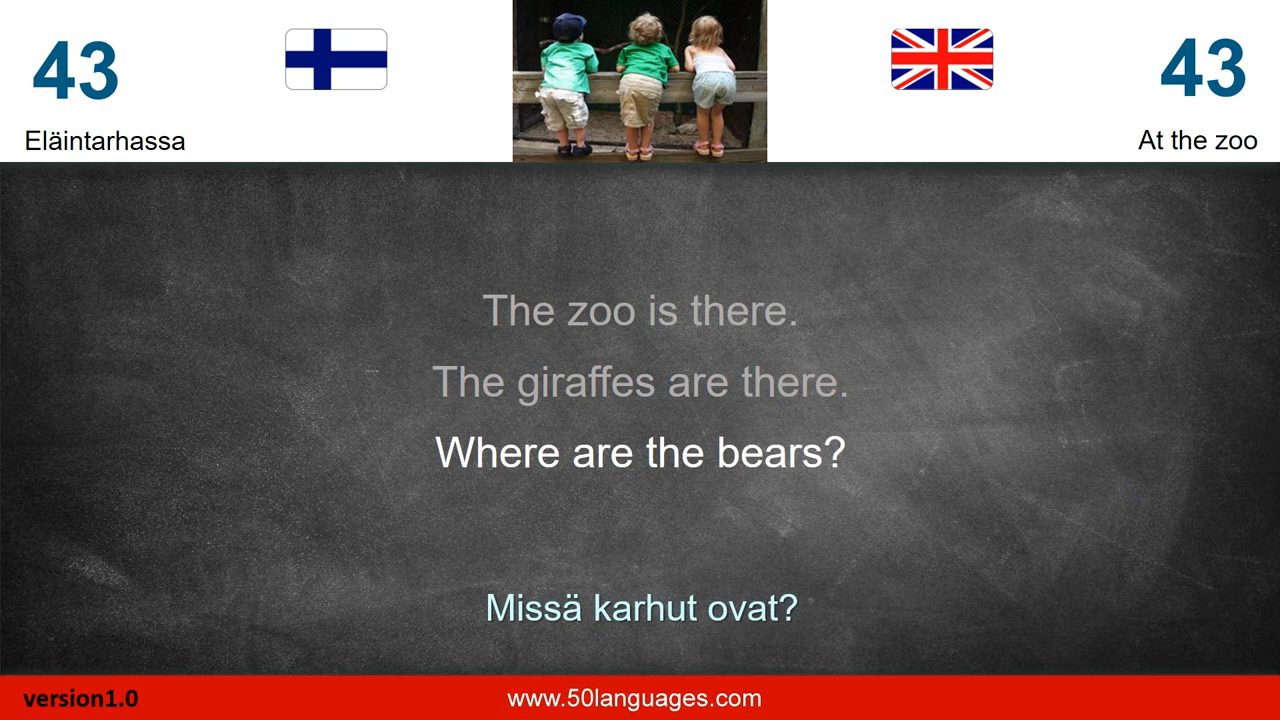 43
43
Eläintarhassa
At the zoo
The zoo is there.
The giraffes are there.
Where are the bears?
Missä karhut ovat?
version1.0
www.50languages.com